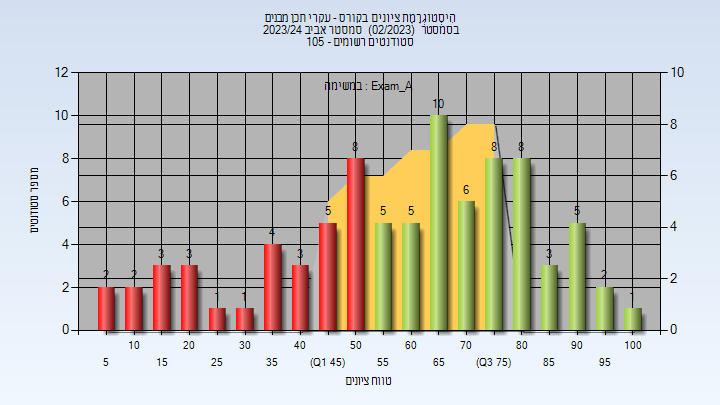 היסטוגרמת ציונים בקורס - עקרי תכן מבנים
בסמסטר (02/2023) סמסטר אביב 2023/24
סטודנטים רשומים - 105
במשימה : Exam_A
מספר סטודנטים
12
10
8
6
4
2
0
10
8
6
4
2
0
2 2 3 3 1 1 4 3 5 8 5 5 10 6 8 8 3 5 2 1
10 20 30 40 50 60 70 80 90 100
5 15 25 35 (Q1 45) 55 65 (Q3 75) 85 95
טווח ציונים